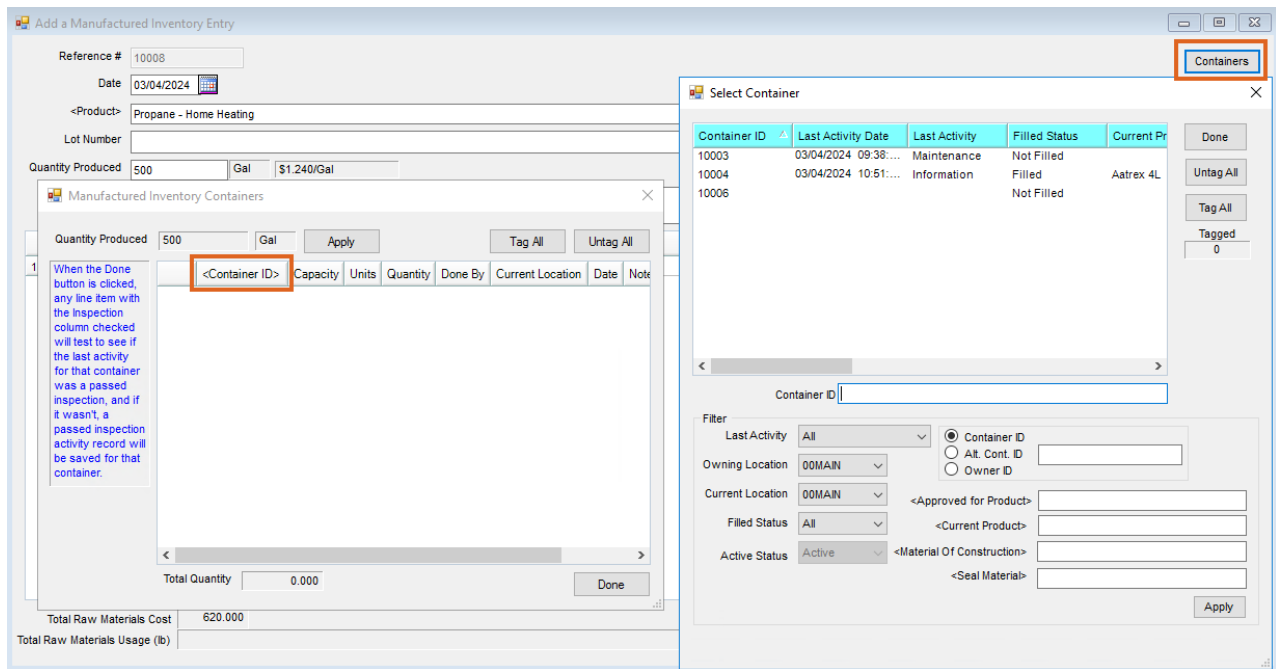 Add a Manufactured Inventory Entry
Reference # 10008
Containers
Date 03/04/2024
<Product> Propane - Home Heating
Lot Number
Quantity Produced 500 Gal $1.240/Gal
1
Manufactured Inventory Containers
Quantity Produced 500 Gal Apply Tag All Untag All
When the Done
button is clicked,
any line item with
the Inspection
column checked
will test to see if
the last activity
for that container
was a passed
inspection, and if
it wasn't, a
passed inspection
activity record will
be saved for that
container.
<Container ID> Capacity Units Quantity Done By Current Location Date Note
Total Quantity 0.000
Done
Total Raw Materials Cost 620.000
Total Raw Materials Usage (lb)
Select Container
Container ID Last Activity Date Last Activity Filled Status Current Pr
10003 03/04/2024 09:38:... Maintenance Not Filled
10004 03/04/2024 10:51:... Information Filled Aatrex 4L
10006 Not Filled
Done
Untag All
Tag All
Tagged
0
Container ID
Filter
Last Activity All
Owning Location 00MAIN
Current Location 00MAIN
Filled Status All
Active Status Active
Container ID
Alt. Cont. ID
Owner ID
<Approved for Product>
<Current Product>
<Material Of Construction>
<Seal Material>
Apply